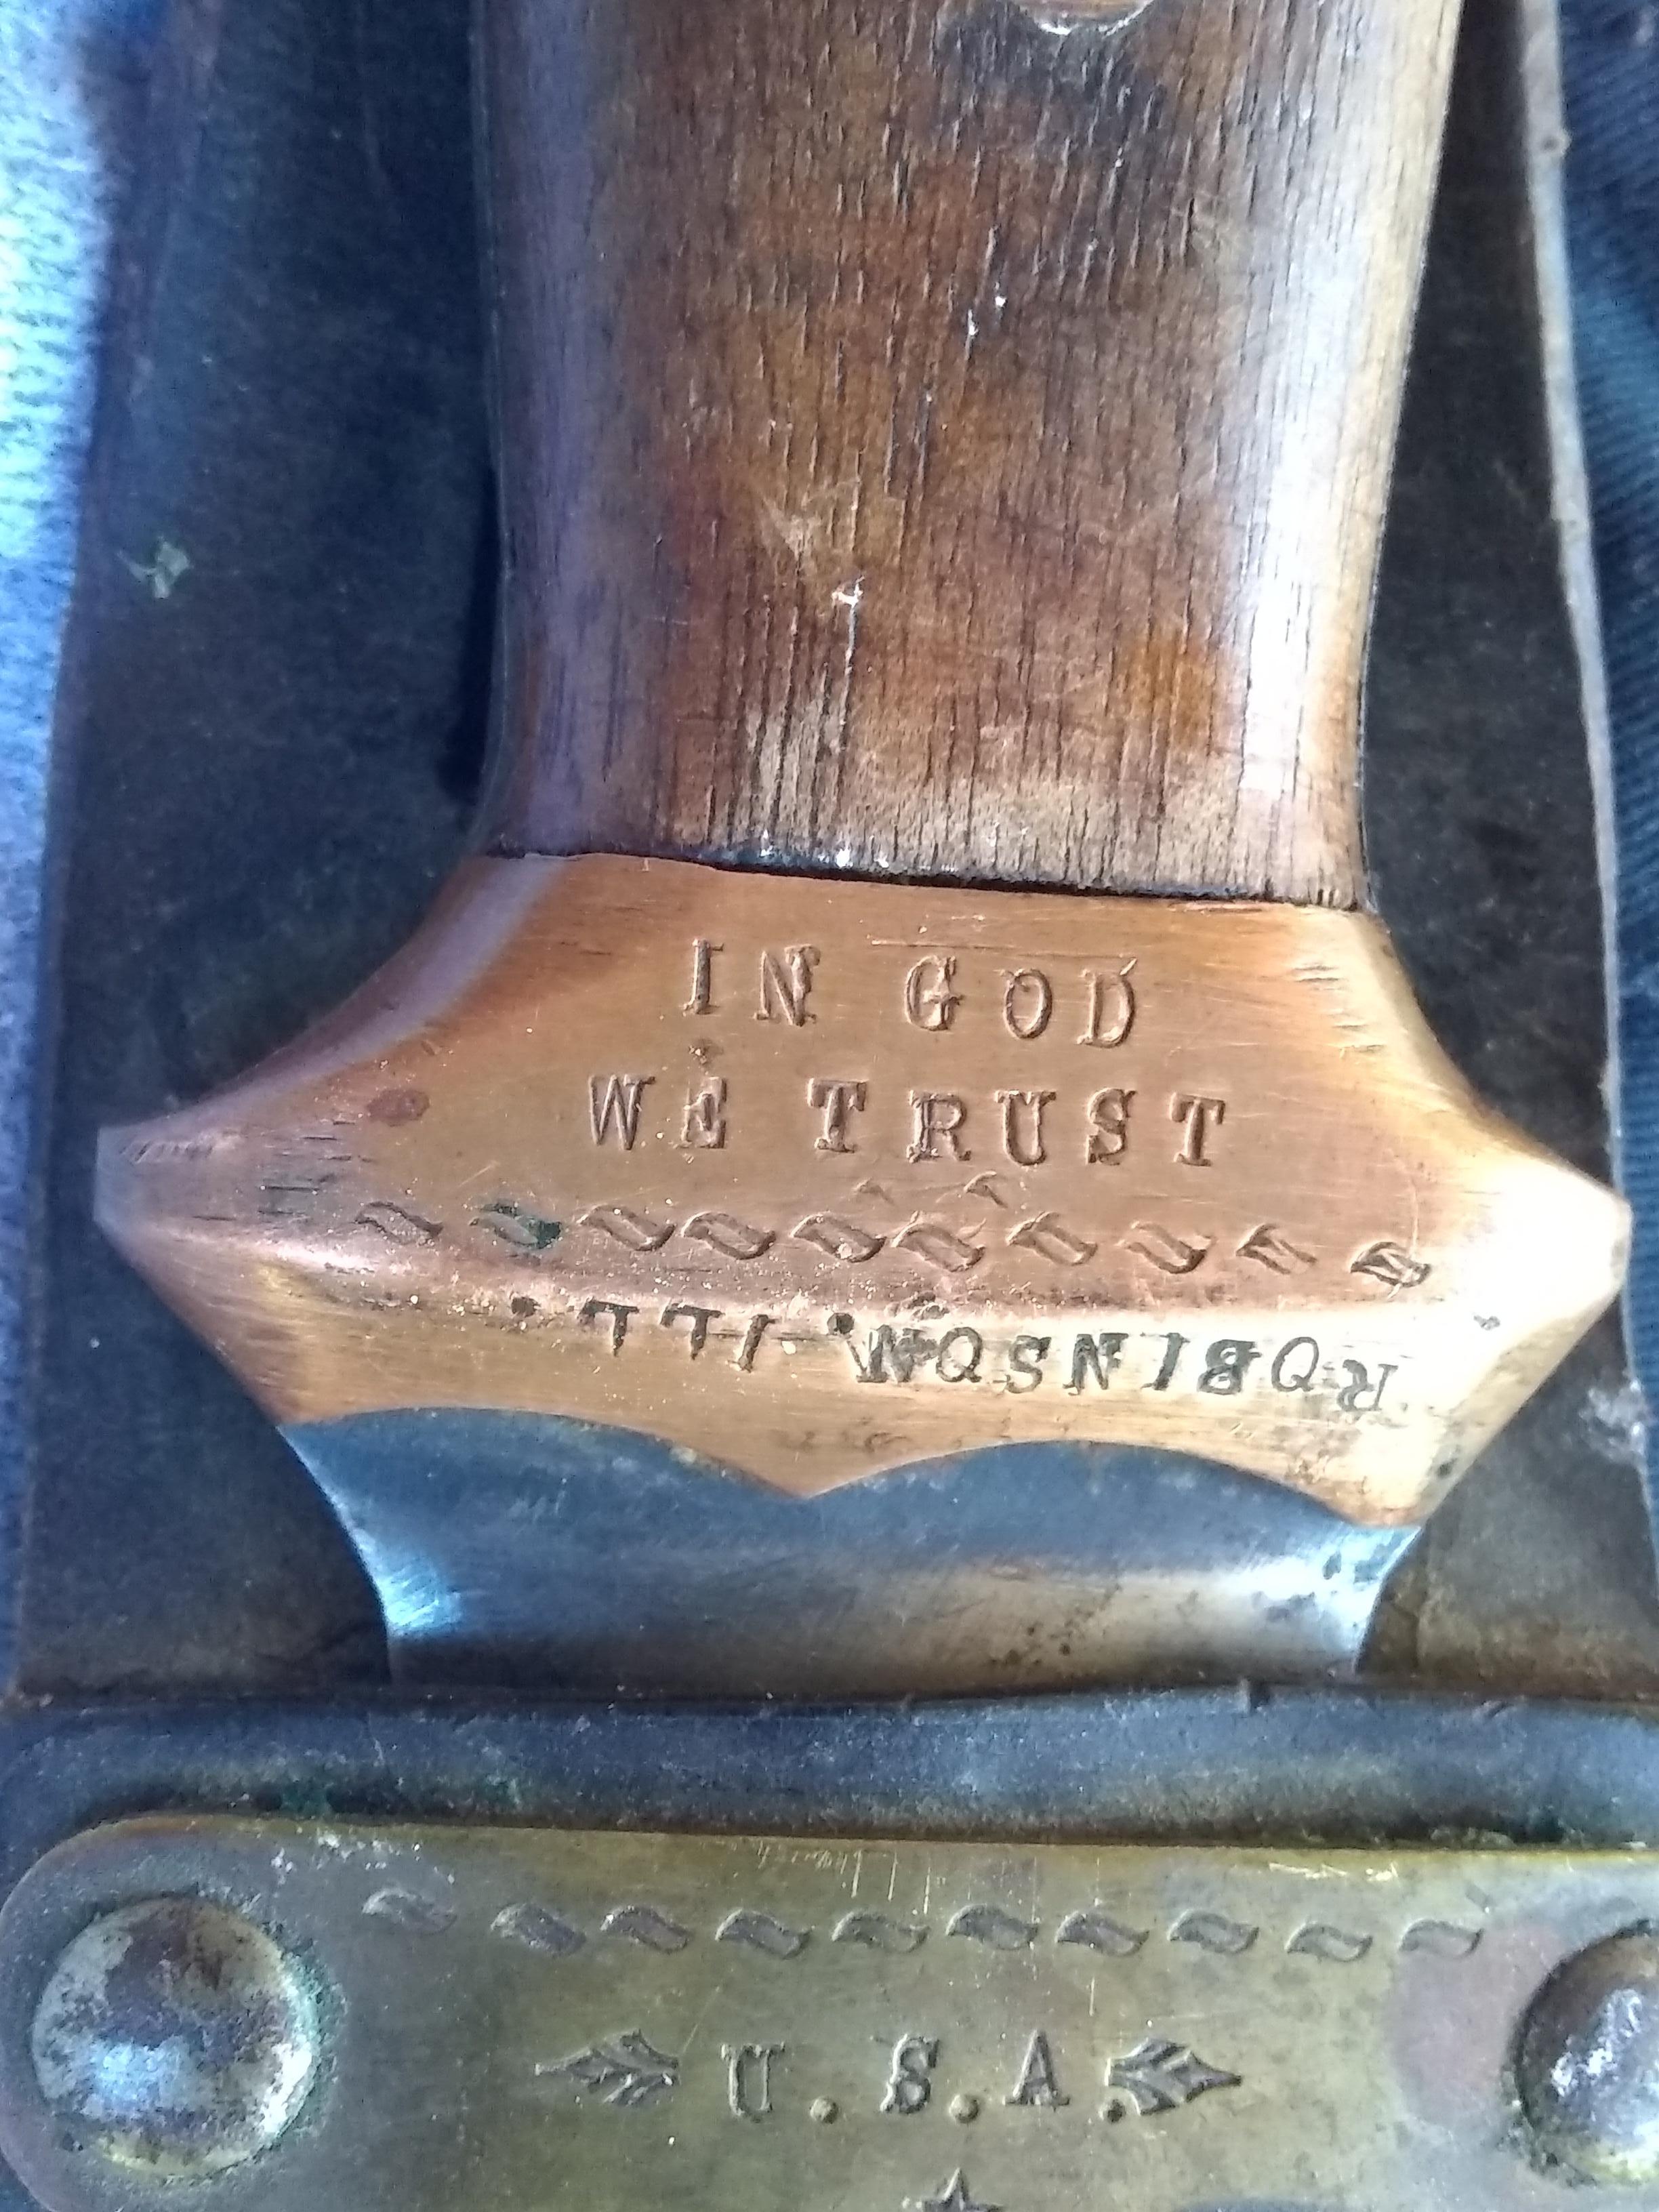 IN GOD
WE TRUST
ROBINSON. ILL.
U.S.A.